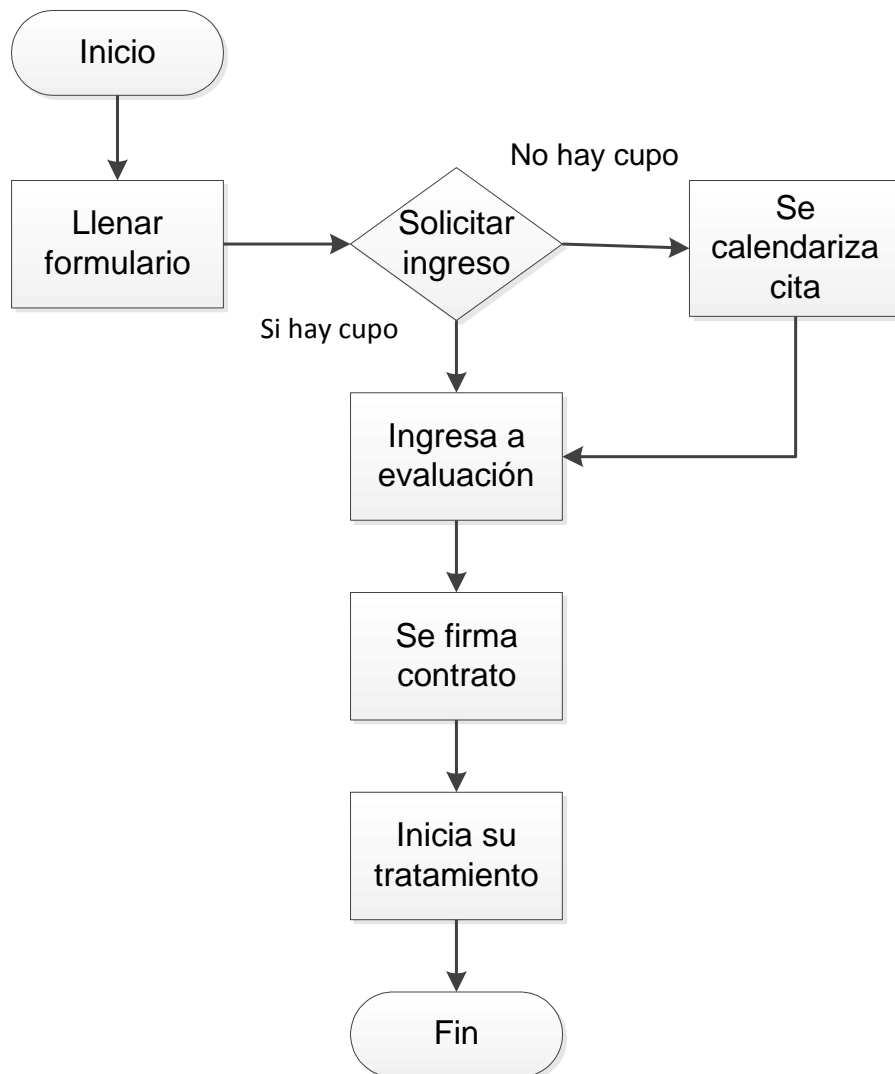 Inicio
Llenar
formulario
Solicitar
ingreso
No hay cupo
Se
calendariza
cita
Si hay cupo
Ingresa a
evaluación
Se firma
contrato
Inicia su
tratamiento
Fin